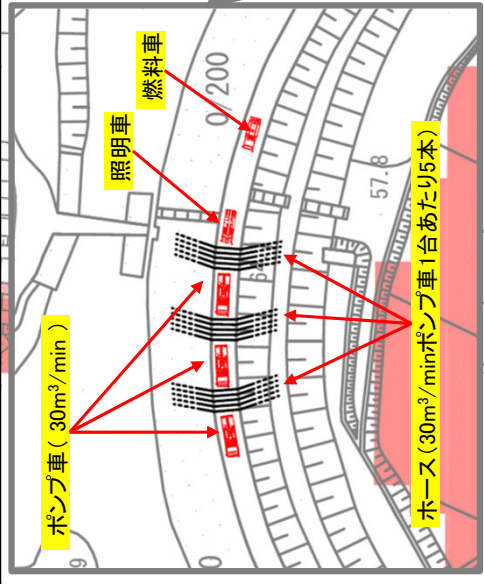 ポンプ車( 30m³/min )
照明車
燃料車
0/200
57.8
ホース(30m³/minポンプ車1台あたり5本)